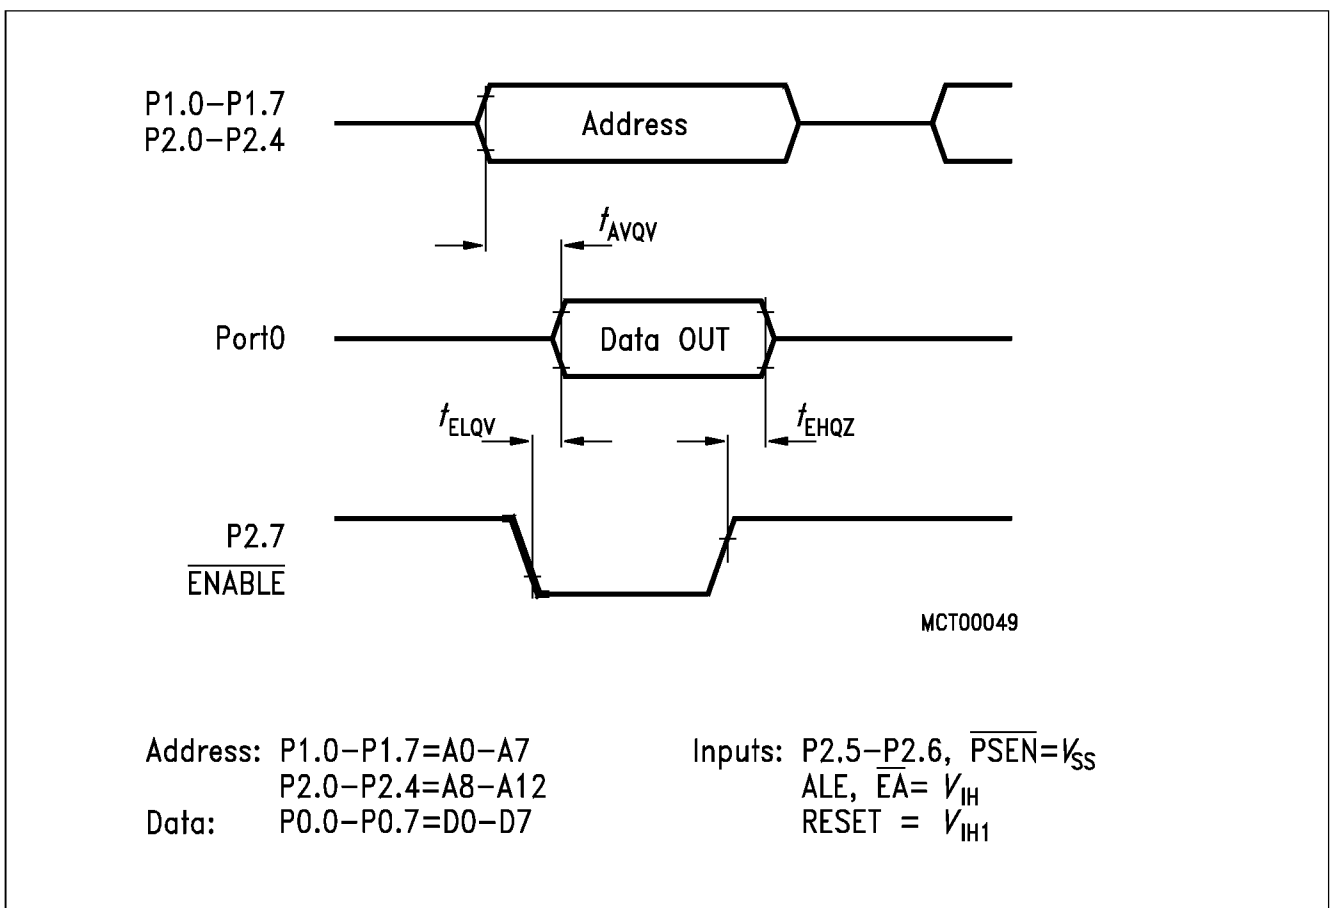 P1.0–P1.7
P2.0–P2.4
Address
tAVQV
Port0
Data OUT
tELQV
tEHQZ
P2.7
ENABLE
MCT00049
Address: P1.0–P1.7=A0–A7
P2.0–P2.4=A8–A12
Data: P0.0–P0.7=D0–D7
Inputs: P2.5–P2.6, PSEN=VSS
ALE, EA= VIH
RESET = VIH1